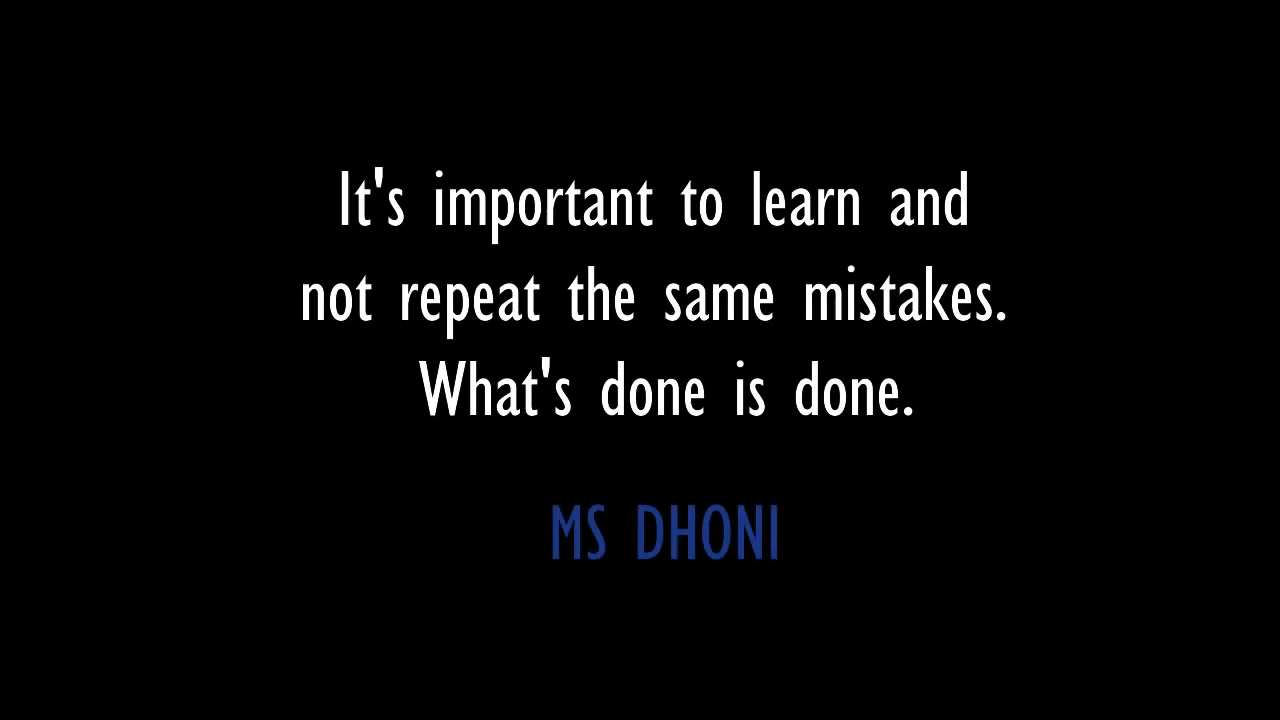 It's important to learn and
not repeat the same mistakes.
What's done is done.
MS DHONI